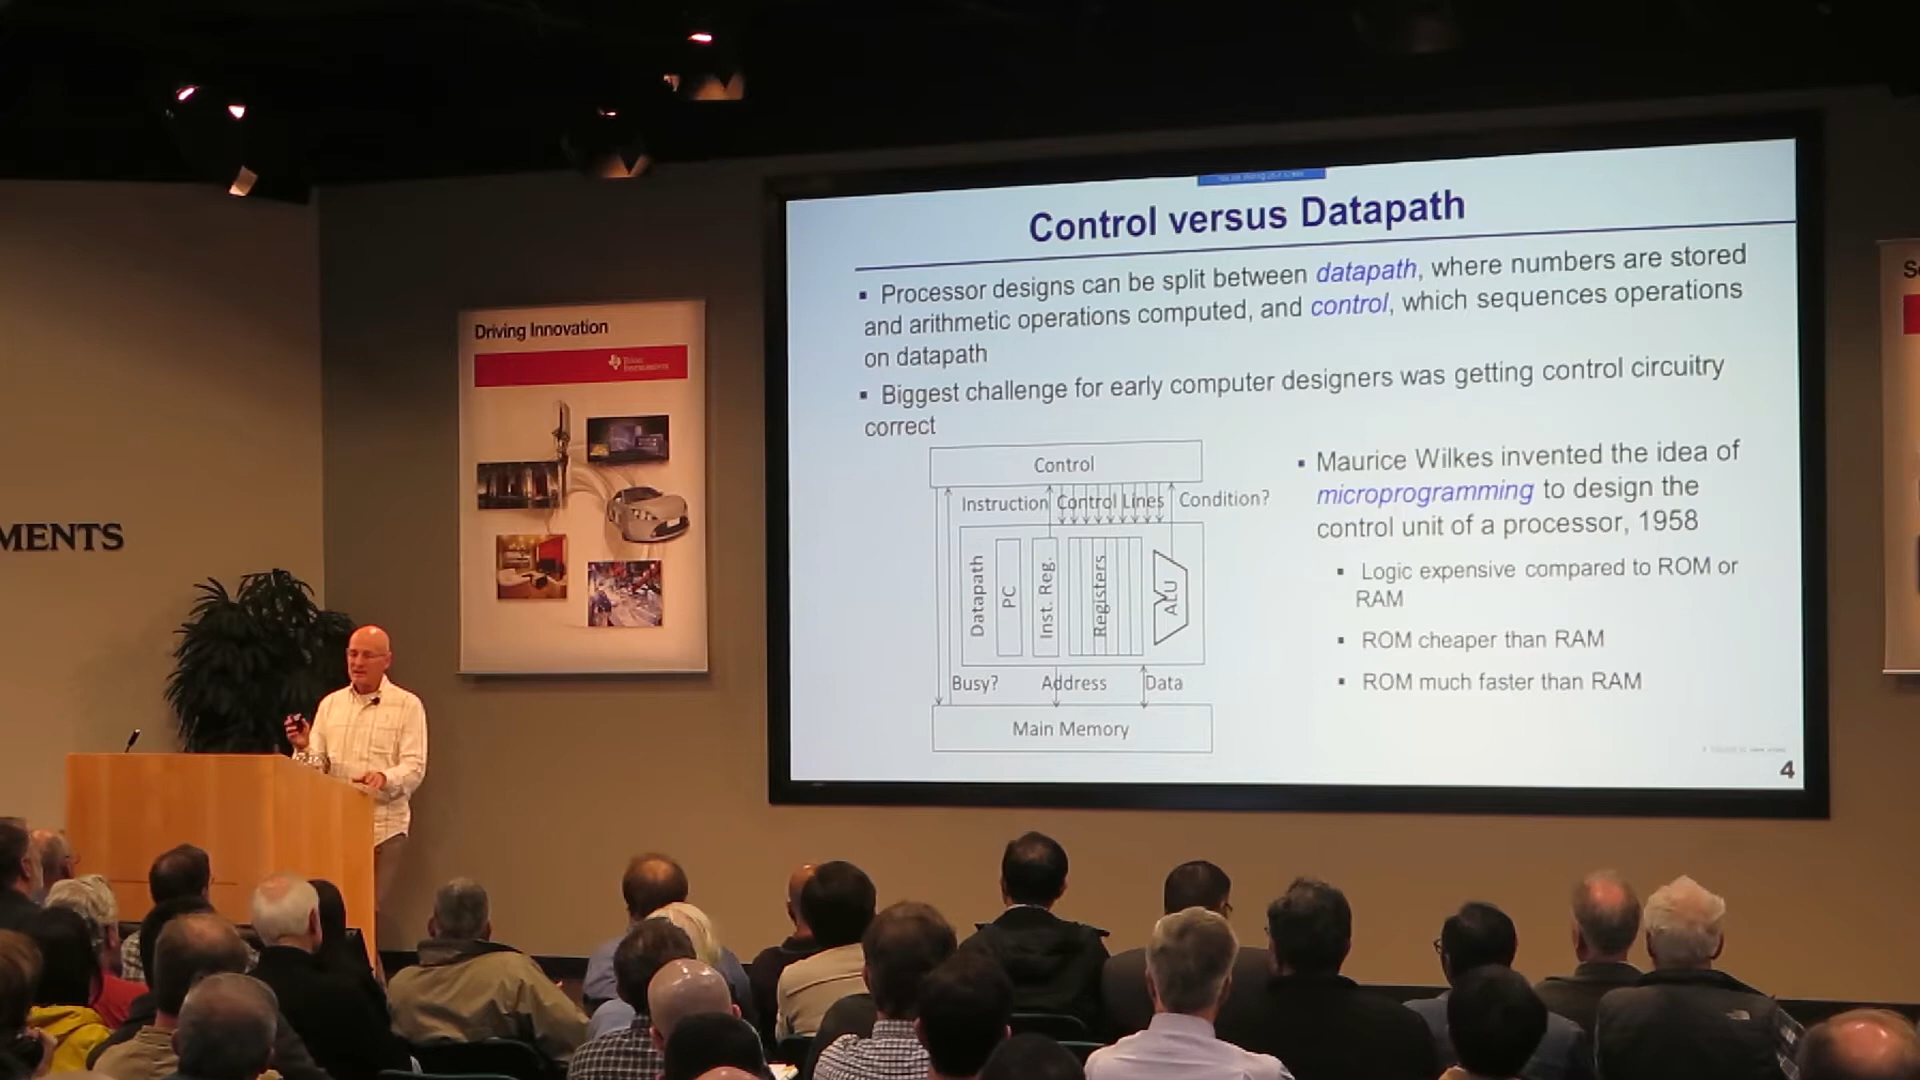 Control versus Datapath
▪ Processor designs can be split between datapath, where numbers are stored
and arithmetic operations computed, and control, which sequences operations
on datapath
▪ Biggest challenge for early computer designers was getting control circuitry
correct
Control
Instruction Control Lines Condition?
Datapath
PC
Inst. Reg.
Registers
ALU
Busy? Address Data
Main Memory
▪ Maurice Wilkes invented the idea of
microprogramming to design the
control unit of a processor, 1958
▪ Logic expensive compared to ROM or
RAM
▪ ROM cheaper than RAM
▪ ROM much faster than RAM
4
Driving Innovation
Texas
Instruments
MENTS
S